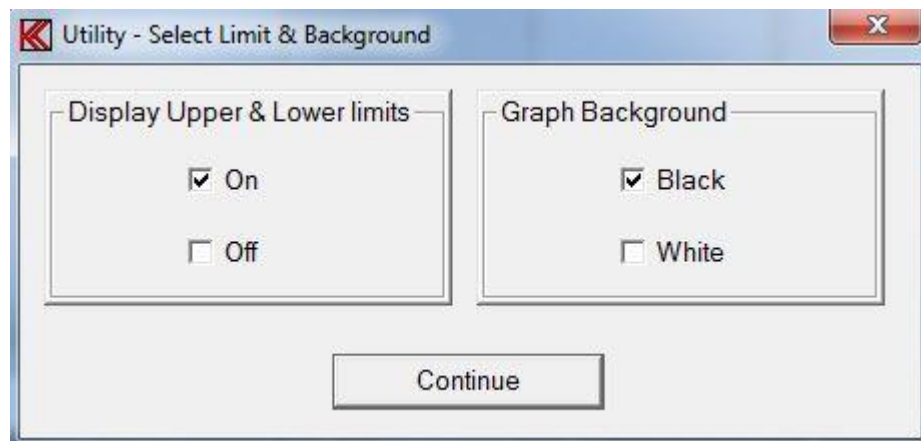 Utility - Select Limit & Background
Display Upper & Lower limits
On
Off
Graph Background
Black
White
Continue